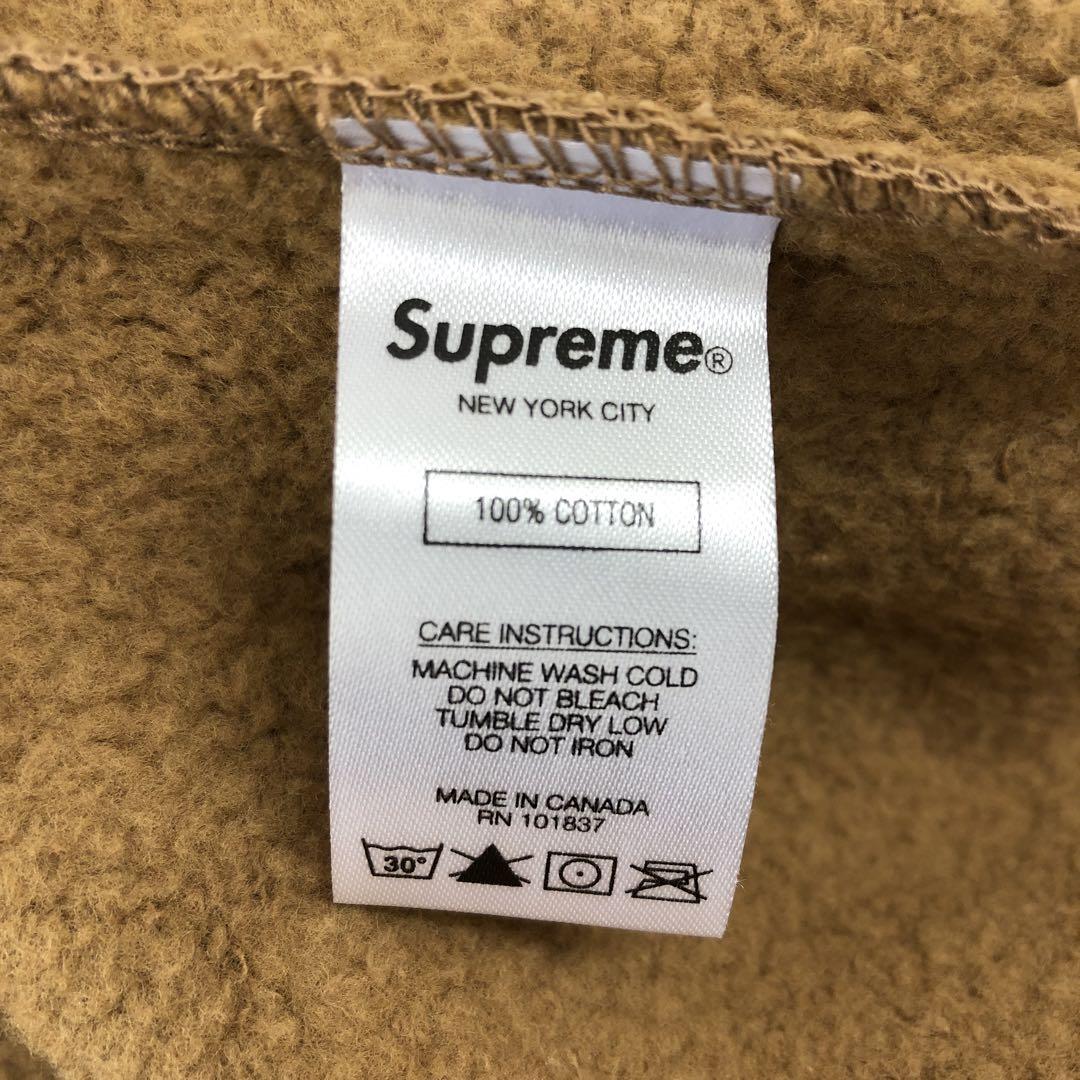 Supreme®
NEW YORK CITY
100% COTTON
CARE INSTRUCTIONS:
MACHINE WASH COLD
DO NOT BLEACH
TUMBLE DRY LOW
DO NOT IRON
MADE IN CANADA
RN 101837
30°